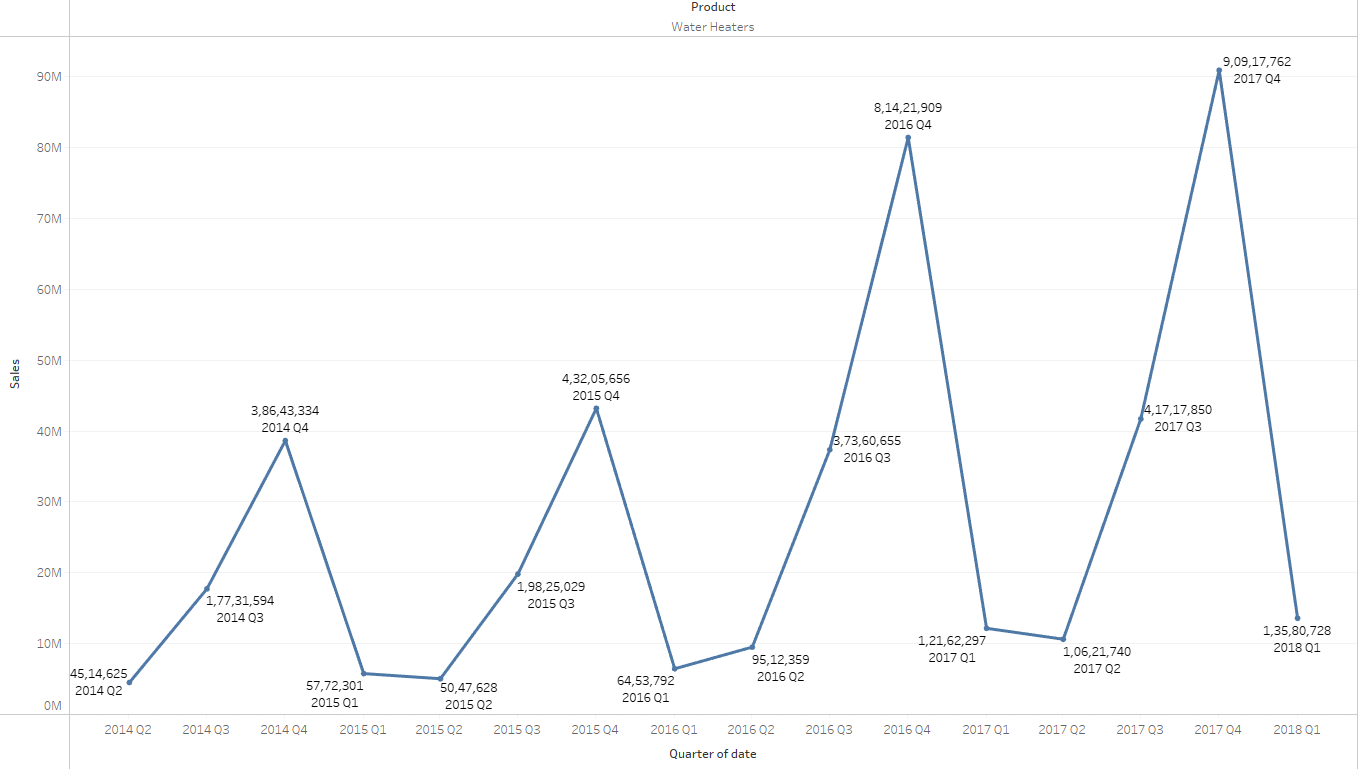 Product
Water Heaters
90M
80M
70M
60M
50M
40M
30M
20M
10M
0M
Sales
45,14,625
2014 Q2
1,77,31,594
2014 Q3
3,86,43,334
2014 Q4
57,72,301
2015 Q1
50,47,628
2015 Q2
1,98,25,029
2015 Q3
4,32,05,656
2015 Q4
64,53,792
2016 Q1
95,12,359
2016 Q2
3,73,60,655
2016 Q3
8,14,21,909
2016 Q4
1,21,62,297
2017 Q1
1,06,21,740
2017 Q2
4,17,17,850
2017 Q3
9,09,17,762
2017 Q4
1,35,80,728
2018 Q1
2014 Q2 2014 Q3 2014 Q4 2015 Q1 2015 Q2 2015 Q3 2015 Q4 2016 Q1 2016 Q2 2016 Q3 2016 Q4 2017 Q1 2017 Q2 2017 Q3 2017 Q4 2018 Q1
Quarter of date